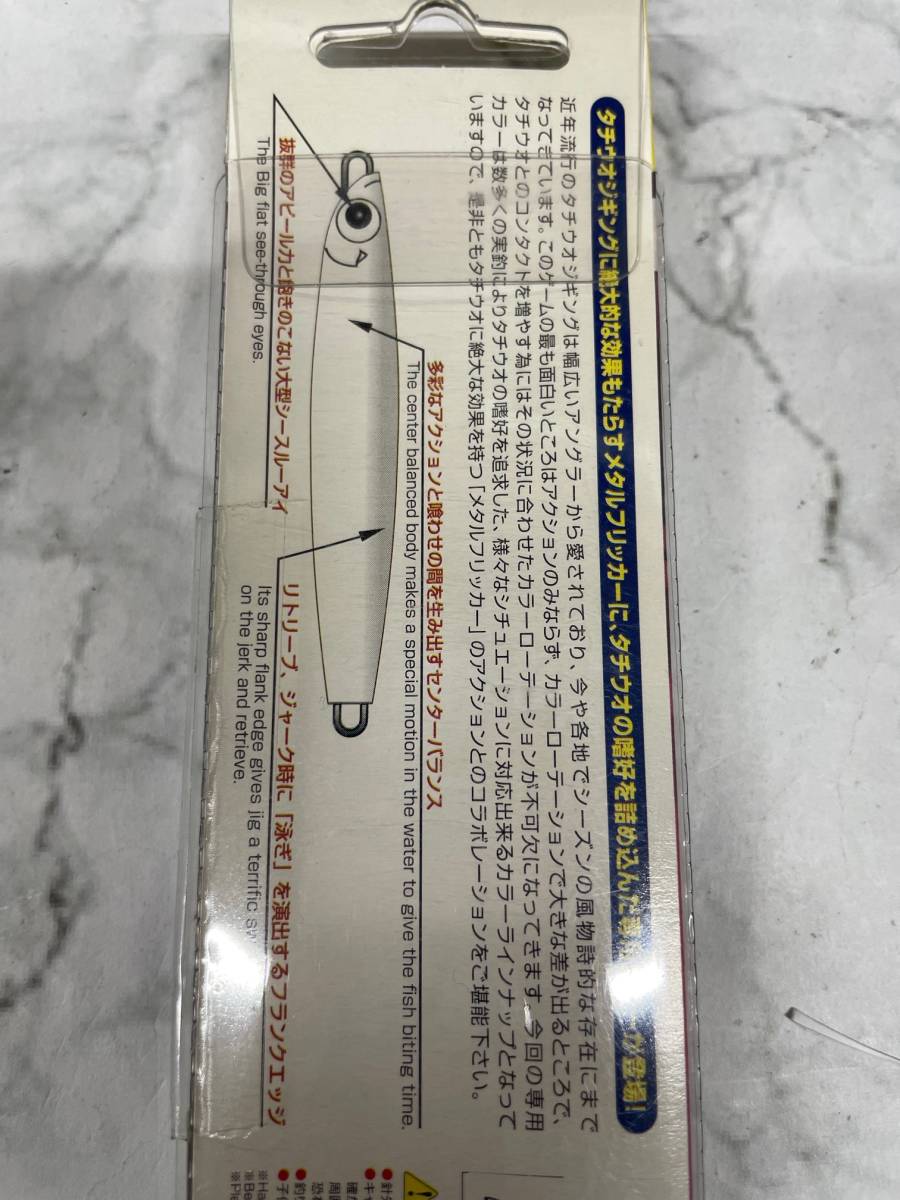 タチウオジギングに絶大的な効果もたらすメタルフリッカーに、タチウオの嗜好を詰め込んだ専 が登場!
近年流行のタチウオジギングは幅広いアングラーから愛されており、今や各地でシーズンの風物詩的な存在にまで
なってきています。このゲームの最も面白いところはアクションのみならず、カラーローテーションで大きな差が出るところで、
タチウオとのコンタクトを増やす為にはその状況に合わせたカラーローテーションが不可欠になってきます 今回の専用
カラーは数多くの実釣によりタチウオの嗜好を追求した、様々なシチュエーションに対応出来るカラーラインナップとなって
いますので、是非ともタチウオに絶大な効果を持つ「メタルフリッカー」のアクションとのコラボレーションをご堪能下さい。
多彩なアクションと喰わせの間を生み出すセンターバランス
The center balanced body makes a special motion in the water to give the fish biting time.
抜群のアピール力と飽きのこない大型シースルーアイ
The Big flat see-through eyes.
リトリーブ、ジャーク時に「泳ぎ」を演出するフランクエッジ
Its sharp flank edge gives jig a terrific sw
on the jerk and retrieve.
●針
●キ
確
周
恐
●釣
●子
※Ha
※Be
※Ple